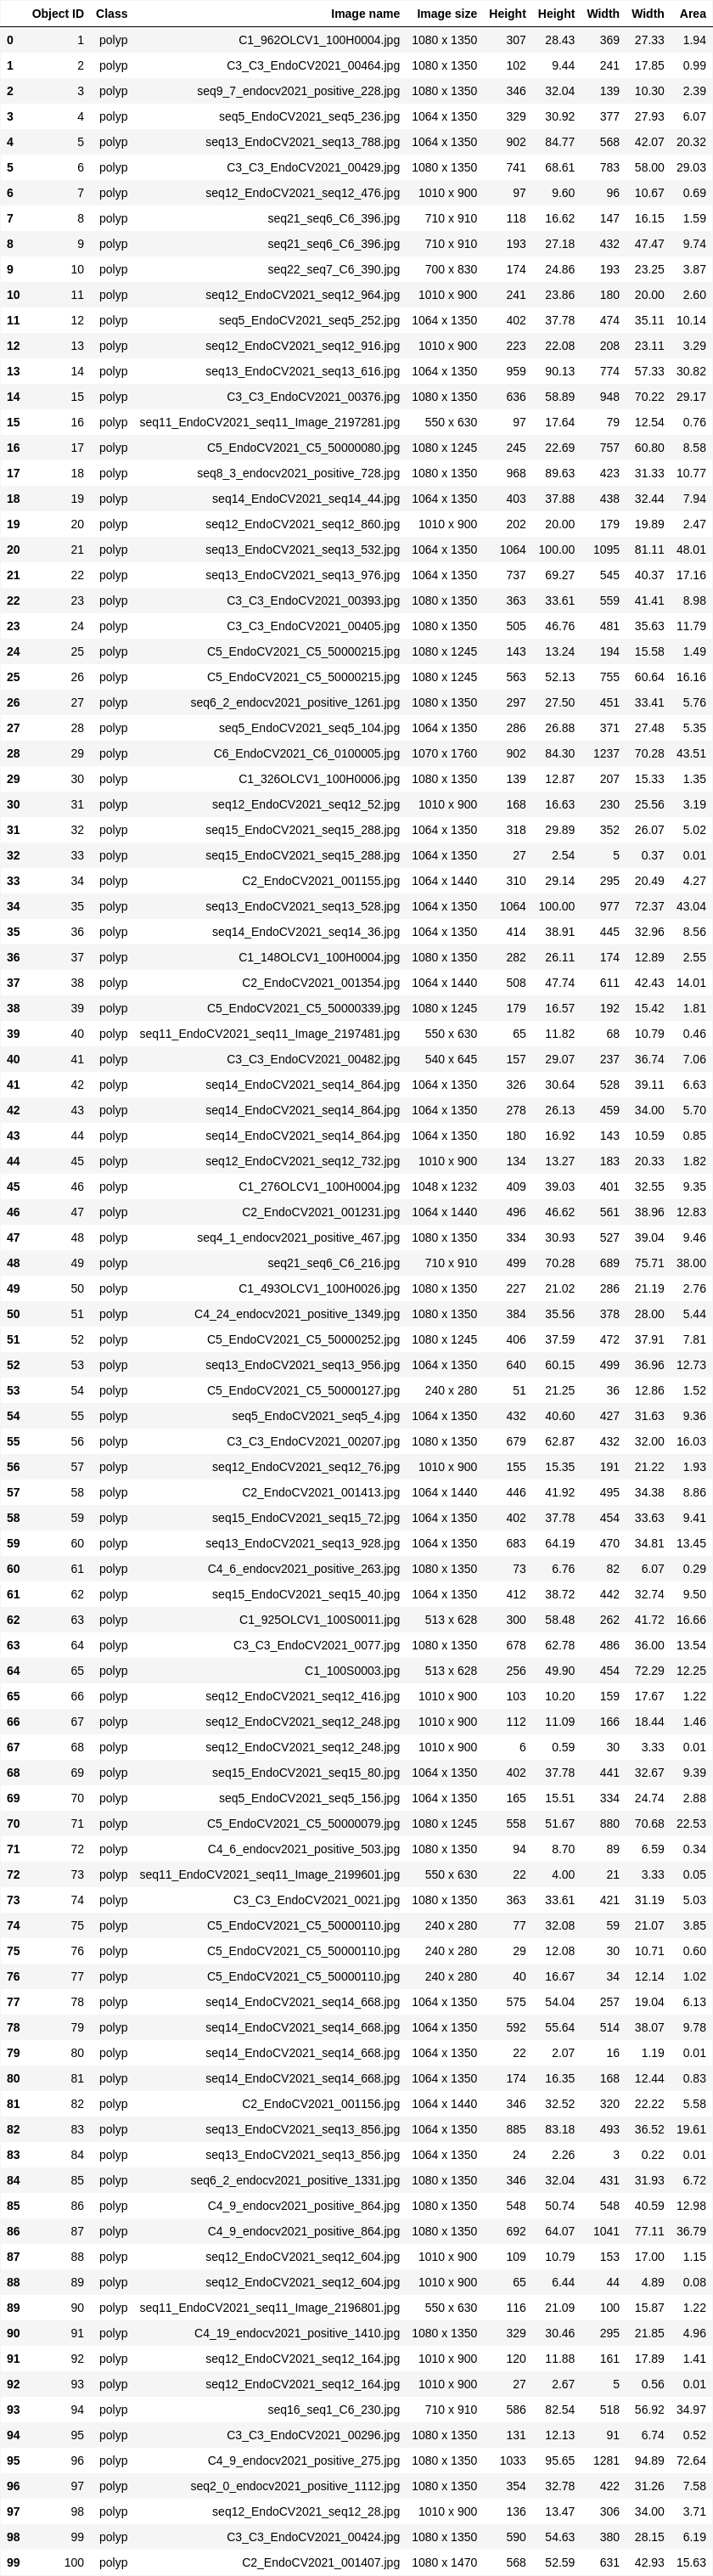 Object ID Class Image name Image size Height Height Width Width Area
0 1 polyp C1_962OLCV1_100H0004.jpg 1080 x 1350 307 28.43 369 27.33 1.94
1 2 polyp C3_C3_EndoCV2021_00464.jpg 1080 x 1350 102 9.44 241 17.85 0.99
2 3 polyp seq9_7_endocv2021_positive_228.jpg 1080 x 1350 346 32.04 139 10.30 2.39
3 4 polyp seq5_EndoCV2021_seq5_236.jpg 1064 x 1350 329 30.92 377 27.93 6.07
4 5 polyp seq13_EndoCV2021_seq13_788.jpg 1064 x 1350 902 84.77 568 42.07 20.32
5 6 polyp C3_C3_EndoCV2021_00429.jpg 1080 x 1350 741 68.61 783 58.00 29.03
6 7 polyp seq12_EndoCV2021_seq12_476.jpg 1010 x 900 97 9.60 96 10.67 0.69
7 8 polyp seq21_seq6_C6_396.jpg 710 x 910 118 16.62 147 16.15 1.59
8 9 polyp seq21_seq6_C6_396.jpg 710 x 910 193 27.18 432 47.47 9.74
9 10 polyp seq22_seq7_C6_390.jpg 700 x 830 174 24.86 193 23.25 3.87
10 11 polyp seq12_EndoCV2021_seq12_964.jpg 1010 x 900 241 23.86 180 20.00 2.60
11 12 polyp seq5_EndoCV2021_seq5_252.jpg 1064 x 1350 402 37.78 474 35.11 10.14
12 13 polyp seq12_EndoCV2021_seq12_916.jpg 1010 x 900 223 22.08 208 23.11 3.29
13 14 polyp seq13_EndoCV2021_seq13_616.jpg 1064 x 1350 959 90.13 774 57.33 30.82
14 15 polyp C3_C3_EndoCV2021_00376.jpg 1080 x 1350 636 58.89 948 70.22 29.17
15 16 polyp seq11_EndoCV2021_seq11_Image_2197281.jpg 550 x 630 97 17.64 79 12.54 0.76
16 17 polyp C5_EndoCV2021_C5_50000080.jpg 1080 x 1245 245 22.69 757 60.80 8.58
17 18 polyp seq8_3_endocv2021_positive_728.jpg 1080 x 1350 968 89.63 423 31.33 10.77
18 19 polyp seq14_EndoCV2021_seq14_44.jpg 1064 x 1350 403 37.88 438 32.44 7.94
19 20 polyp seq12_EndoCV2021_seq12_860.jpg 1010 x 900 202 20.00 179 19.89 2.47
20 21 polyp seq13_EndoCV2021_seq13_532.jpg 1064 x 1350 1064 100.00 1095 81.11 48.01
21 22 polyp seq13_EndoCV2021_seq13_976.jpg 1064 x 1350 737 69.27 545 40.37 17.16
22 23 polyp C3_C3_EndoCV2021_00393.jpg 1080 x 1350 363 33.61 559 41.41 8.98
23 24 polyp C3_C3_EndoCV2021_00405.jpg 1080 x 1350 505 46.76 481 35.63 11.79
24 25 polyp C5_EndoCV2021_C5_50000215.jpg 1080 x 1245 143 13.24 194 15.58 1.49
25 26 polyp C5_EndoCV2021_C5_50000215.jpg 1080 x 1245 563 52.13 755 60.64 16.16
26 27 polyp seq6_2_endocv2021_positive_1261.jpg 1080 x 1350 297 27.50 451 33.41 5.76
27 28 polyp seq5_EndoCV2021_seq5_104.jpg 1064 x 1350 286 26.88 371 27.48 5.35
28 29 polyp C6_EndoCV2021_C6_0100005.jpg 1070 x 1760 902 84.30 1237 70.28 43.51
29 30 polyp C1_326OLCV1_100H0006.jpg 1080 x 1350 139 12.87 207 15.33 1.35
30 31 polyp seq12_EndoCV2021_seq12_52.jpg 1010 x 900 168 16.63 230 25.56 3.19
31 32 polyp seq15_EndoCV2021_seq15_288.jpg 1064 x 1350 318 29.89 352 26.07 5.02
32 33 polyp seq15_EndoCV2021_seq15_288.jpg 1064 x 1350 27 2.54 5 0.37 0.01
33 34 polyp C2_EndoCV2021_001155.jpg 1064 x 1440 310 29.14 295 20.49 4.27
34 35 polyp seq13_EndoCV2021_seq13_528.jpg 1064 x 1350 1064 100.00 977 72.37 43.04
35 36 polyp seq14_EndoCV2021_seq14_36.jpg 1064 x 1350 414 38.91 445 32.96 8.56
36 37 polyp C1_148OLCV1_100H0004.jpg 1080 x 1350 282 26.11 174 12.89 2.55
37 38 polyp C2_EndoCV2021_001354.jpg 1064 x 1440 508 47.74 611 42.43 14.01
38 39 polyp C5_EndoCV2021_C5_50000339.jpg 1080 x 1245 179 16.57 192 15.42 1.81
39 40 polyp seq11_EndoCV2021_seq11_Image_2197481.jpg 550 x 630 65 11.82 68 10.79 0.46
40 41 polyp C3_C3_EndoCV2021_00482.jpg 540 x 645 157 29.07 237 36.74 7.06
41 42 polyp seq14_EndoCV2021_seq14_864.jpg 1064 x 1350 326 30.64 528 39.11 6.63
42 43 polyp seq14_EndoCV2021_seq14_864.jpg 1064 x 1350 278 26.13 459 34.00 5.70
43 44 polyp seq14_EndoCV2021_seq14_864.jpg 1064 x 1350 180 16.92 143 10.59 0.85
44 45 polyp seq12_EndoCV2021_seq12_732.jpg 1010 x 900 134 13.27 183 20.33 1.82
45 46 polyp C1_276OLCV1_100H0004.jpg 1048 x 1232 409 39.03 401 32.55 9.35
46 47 polyp C2_EndoCV2021_001231.jpg 1064 x 1440 496 46.62 561 38.96 12.83
47 48 polyp seq4_1_endocv2021_positive_467.jpg 1080 x 1350 334 30.93 527 39.04 9.46
48 49 polyp seq21_seq6_C6_216.jpg 710 x 910 499 70.28 689 75.71 38.00
49 50 polyp C1_493OLCV1_100H0026.jpg 1080 x 1350 227 21.02 286 21.19 2.76
50 51 polyp C4_24_endocv2021_positive_1349.jpg 1080 x 1350 384 35.56 378 28.00 5.44
51 52 polyp C5_EndoCV2021_C5_50000252.jpg 1080 x 1245 406 37.59 472 37.91 7.81
52 53 polyp seq13_EndoCV2021_seq13_956.jpg 1064 x 1350 640 60.15 499 36.96 12.73
53 54 polyp C5_EndoCV2021_C5_50000127.jpg 240 x 280 51 21.25 36 12.86 1.52
54 55 polyp seq5_EndoCV2021_seq5_4.jpg 1064 x 1350 432 40.60 427 31.63 9.36
55 56 polyp C3_C3_EndoCV2021_00207.jpg 1080 x 1350 679 62.87 432 32.00 16.03
56 57 polyp seq12_EndoCV2021_seq12_76.jpg 1010 x 900 155 15.35 191 21.22 1.93
57 58 polyp C2_EndoCV2021_001413.jpg 1064 x 1440 446 41.92 495 34.38 8.86
58 59 polyp seq15_EndoCV2021_seq15_72.jpg 1064 x 1350 402 37.78 454 33.63 9.41
59 60 polyp seq13_EndoCV2021_seq13_928.jpg 1064 x 1350 683 64.19 470 34.81 13.45
60 61 polyp C4_6_endocv2021_positive_263.jpg 1080 x 1350 73 6.76 82 6.07 0.29
61 62 polyp seq15_EndoCV2021_seq15_40.jpg 1064 x 1350 412 38.72 442 32.74 9.50
62 63 polyp C1_925OLCV1_100S0011.jpg 513 x 628 300 58.48 262 41.72 16.66
63 64 polyp C3_C3_EndoCV2021_0077.jpg 1080 x 1350 678 62.78 486 36.00 13.54
64 65 polyp C1_100S0003.jpg 513 x 628 256 49.90 454 72.29 12.25
65 66 polyp seq12_EndoCV2021_seq12_416.jpg 1010 x 900 103 10.20 159 17.67 1.22
66 67 polyp seq12_EndoCV2021_seq12_248.jpg 1010 x 900 112 11.09 166 18.44 1.46
67 68 polyp seq12_EndoCV2021_seq12_248.jpg 1010 x 900 6 0.59 30 3.33 0.01
68 69 polyp seq15_EndoCV2021_seq15_80.jpg 1064 x 1350 402 37.78 441 32.67 9.39
69 70 polyp seq5_EndoCV2021_seq5_156.jpg 1064 x 1350 165 15.51 334 24.74 2.88
70 71 polyp C5_EndoCV2021_C5_50000079.jpg 1080 x 1245 558 51.67 880 70.68 22.53
71 72 polyp C4_6_endocv2021_positive_503.jpg 1080 x 1350 94 8.70 89 6.59 0.34
72 73 polyp seq11_EndoCV2021_seq11_Image_2199601.jpg 550 x 630 22 4.00 21 3.33 0.05
73 74 polyp C3_C3_EndoCV2021_0021.jpg 1080 x 1350 363 33.61 421 31.19 5.03
74 75 polyp C5_EndoCV2021_C5_50000110.jpg 240 x 280 77 32.08 59 21.07 3.85
75 76 polyp C5_EndoCV2021_C5_50000110.jpg 240 x 280 29 12.08 30 10.71 0.60
76 77 polyp C5_EndoCV2021_C5_50000110.jpg 240 x 280 40 16.67 34 12.14 1.02
77 78 polyp seq14_EndoCV2021_seq14_668.jpg 1064 x 1350 575 54.04 257 19.04 6.13
78 79 polyp seq14_EndoCV2021_seq14_668.jpg 1064 x 1350 592 55.64 514 38.07 9.78
79 80 polyp seq14_EndoCV2021_seq14_668.jpg 1064 x 1350 22 2.07 16 1.19 0.01
80 81 polyp seq14_EndoCV2021_seq14_668.jpg 1064 x 1350 174 16.35 168 12.44 0.83
81 82 polyp C2_EndoCV2021_001156.jpg 1064 x 1440 346 32.52 320 22.22 5.58
82 83 polyp seq13_EndoCV2021_seq13_856.jpg 1064 x 1350 885 83.18 493 36.52 19.61
83 84 polyp seq13_EndoCV2021_seq13_856.jpg 1064 x 1350 24 2.26 3 0.22 0.01
84 85 polyp seq6_2_endocv2021_positive_1331.jpg 1080 x 1350 346 32.04 431 31.93 6.72
85 86 polyp C4_9_endocv2021_positive_864.jpg 1080 x 1350 548 50.74 548 40.59 12.98
86 87 polyp C4_9_endocv2021_positive_864.jpg 1080 x 1350 692 64.07 1041 77.11 36.79
87 88 polyp seq12_EndoCV2021_seq12_604.jpg 1010 x 900 109 10.79 153 17.00 1.15
88 89 polyp seq12_EndoCV2021_seq12_604.jpg 1010 x 900 65 6.44 44 4.89 0.08
89 90 polyp seq11_EndoCV2021_seq11_Image_2196801.jpg 550 x 630 116 21.09 100 15.87 1.22
90 91 polyp C4_19_endocv2021_positive_1410.jpg 1080 x 1350 329 30.46 295 21.85 4.96
91 92 polyp seq12_EndoCV2021_seq12_164.jpg 1010 x 900 120 11.88 161 17.89 1.41
92 93 polyp seq12_EndoCV2021_seq12_164.jpg 1010 x 900 27 2.67 5 0.56 0.01
93 94 polyp seq16_seq1_C6_230.jpg 710 x 910 586 82.54 518 56.92 34.97
94 95 polyp C3_C3_EndoCV2021_00296.jpg 1080 x 1350 131 12.13 91 6.74 0.52
95 96 polyp C4_9_endocv2021_positive_275.jpg 1080 x 1350 1033 95.65 1281 94.89 72.64
96 97 polyp seq2_0_endocv2021_positive_1112.jpg 1080 x 1350 354 32.78 422 31.26 7.58
97 98 polyp seq12_EndoCV2021_seq12_28.jpg 1010 x 900 136 13.47 306 34.00 3.71
98 99 polyp C3_C3_EndoCV2021_00424.jpg 1080 x 1350 590 54.63 380 28.15 6.19
99 100 polyp C2_EndoCV2021_001407.jpg 1080 x 1470 568 52.59 631 42.93 15.63